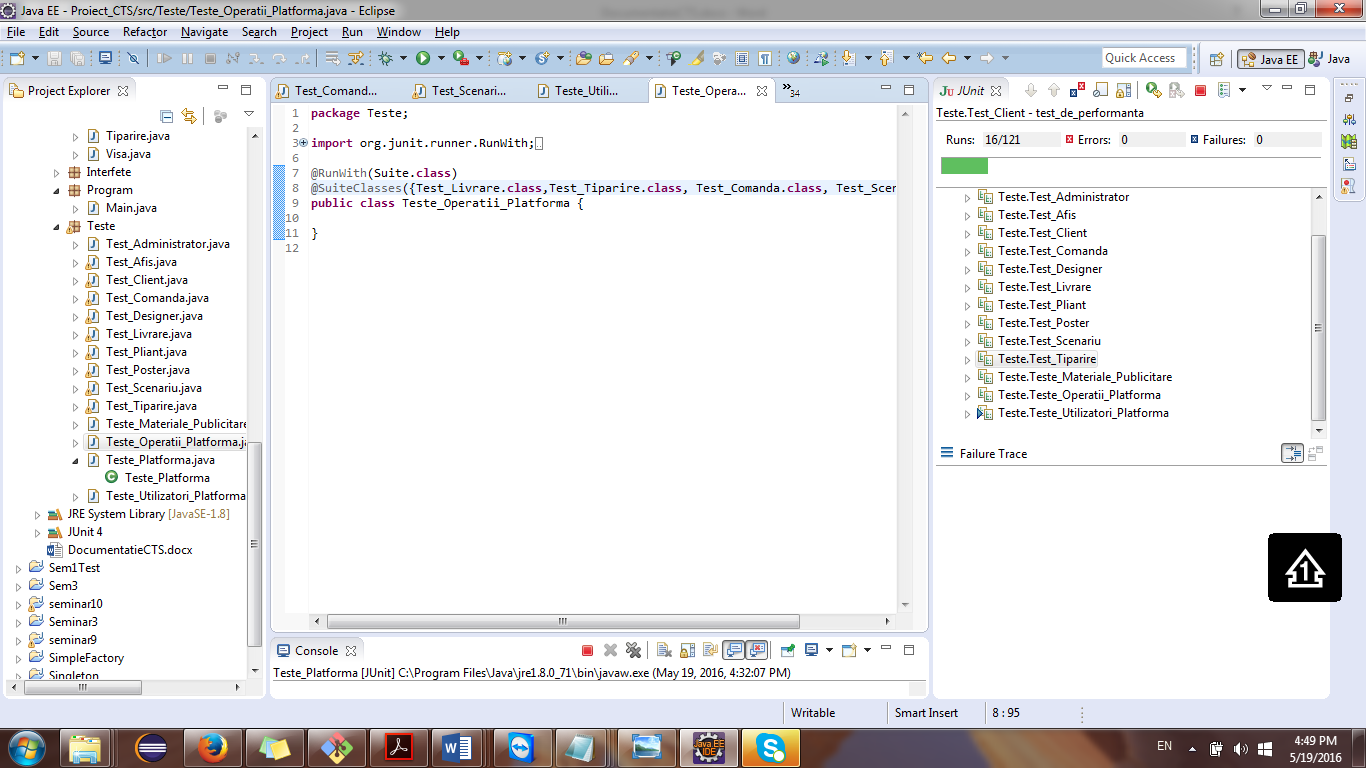 Java EE - Proiect_CTS/src/Teste/Teste_Operatii_Platforma.java - Eclipse
File Edit Source Refactor Navigate Search Project Run Window Help
Quick Access
Java EE
Java
Project Explorer
Tiparire.java
Visa.java
Interfete
Program
Main.java
Teste
Test_Administrator.java
Test_Afis.java
Test_Client.java
Test_Comanda.java
Test_Designer.java
Test_Livrare.java
Test_Pliant.java
Test_Poster.java
Test_Scenariu.java
Test_Tiparire.java
Teste_Materiale_Publicitare
Teste_Operatii_Platforma.ja
Teste_Platforma.java
Teste_Platforma
Teste_Utilizatori_Platforma
JRE System Library [JavaSE-1.8]
JUnit 4
DocumentatieCTS.docx
Sem1Test
Sem3
seminar10
Seminar3
seminar9
SimpleFactory
Singleton
Test_Comand...
Test_Scenari...
Teste_Utili...
Teste_Opera...
34
1 package Teste;
2
3 import org.junit.runner.RunWith;
6
7 @RunWith(Suite.class)
8 @SuiteClasses({Test_Livrare.class,Test_Tiparire.class, Test_Comanda.class, Test_Scen
9 public class Teste_Operatii_Platforma {
10
11 }
12
Console
Teste_Platforma [JUnit] C:\Program Files\Java\jre1.8.0_71\bin\javaw.exe (May 19, 2016, 4:32:07 PM)
JUnit
Teste.Test_Client - test_de_performanta
Runs: 16/121 Errors: 0 Failures: 0
Teste.Test_Administrator
Teste.Test_Afis
Teste.Test_Client
Teste.Test_Comanda
Teste.Test_Designer
Teste.Test_Livrare
Teste.Test_Pliant
Teste.Test_Poster
Teste.Test_Scenariu
Teste.Test_Tiparire
Teste.Teste_Materiale_Publicitare
Teste.Teste_Operatii_Platforma
Teste.Teste_Utilizatori_Platforma
Failure Trace
1
Writable Smart Insert 8 : 95
Java EE
IDE
EN
4:49 PM
5/19/2016